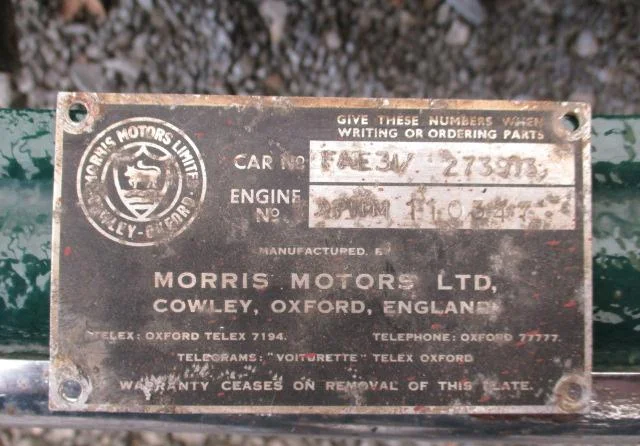 GIVE THESE NUMBERS WHEN
WRITING OR ORDERING PARTS
MORRIS MOTORS LIMITED
COWLEY-OXFORD
CAR No
ENGINE
No
MANUFACTURED
MORRIS MOTORS LTD,
COWLEY, OXFORD, ENGLAND.
TELEX: OXFORD TELEX 7194. TELEPHONE: OXFORD 77777.
TELEGRAMS: "VOITURETTE" TELEX OXFORD
WARRANTY CEASES ON REMOVAL OF THIS PLATE.